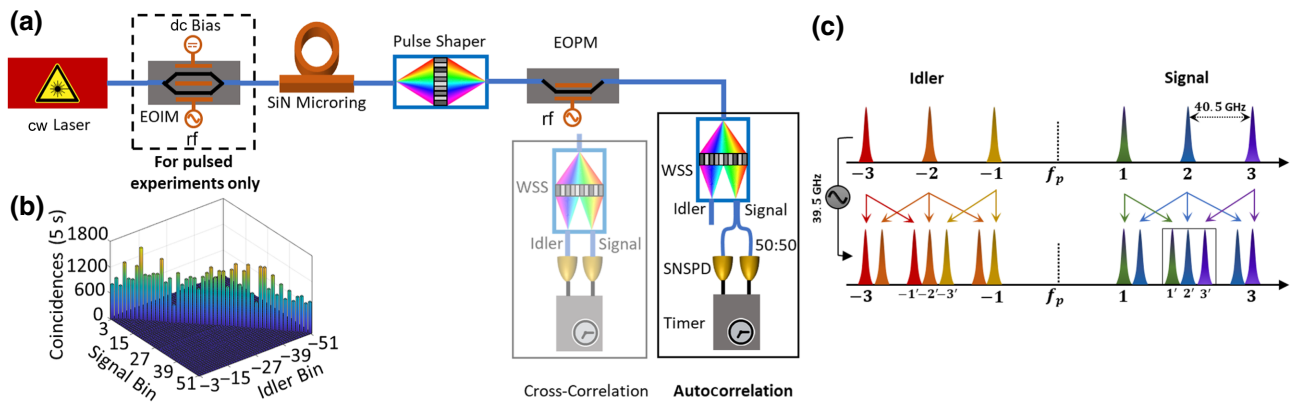 (a)
dc Bias
EOIM
rf
cw Laser
For pulsed
experiments only
SiN Microring
Pulse Shaper
EOPM
rf
WSS
Idler
Signal
Cross-Correlation
WSS
Idler
Signal
50:50
SNSPD
Timer
Autocorrelation
(b)
Coincidences (5 s)
1800
1200
600
0
3
15
27
39
51
Signal Bin
−3
−15
−27
−39
−51
Idler Bin
(c)
Idler
Signal
40.5 GHz
−3 −2 −1 fp 1 2 3
39.5 GHz
−3 −1′ −2′ −3′ −1 fp 1 1′ 2′ 3′ 3